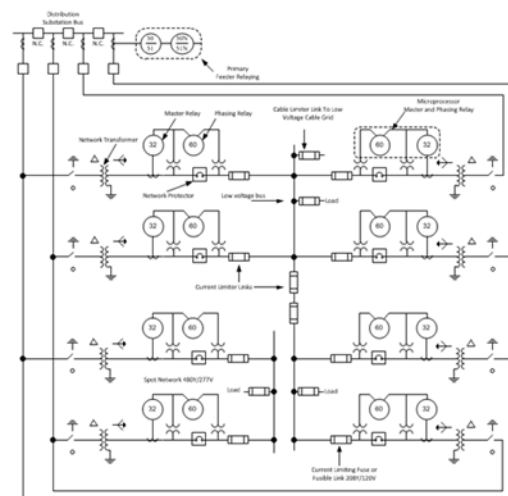 Distribution
Substation Bus
N.C.
N.C.
N.C.
50
51
50N
51N
Primary
Feeder Relaying
Master Relay
Phasing Relay
Cable Limiter Link To Low
Voltage Cable Grid
Microprocessor
Master and Phasing Relay
Network Transformer
32
60
60
32
Network Protector
Low voltage bus
Load
32
60
60
32
Current Limiter Links
32
60
60
32
Spot Network 480Y/277V
Load
Load
32
60
60
32
Current Limiting Fuse or
Fusible Link 208Y/120V